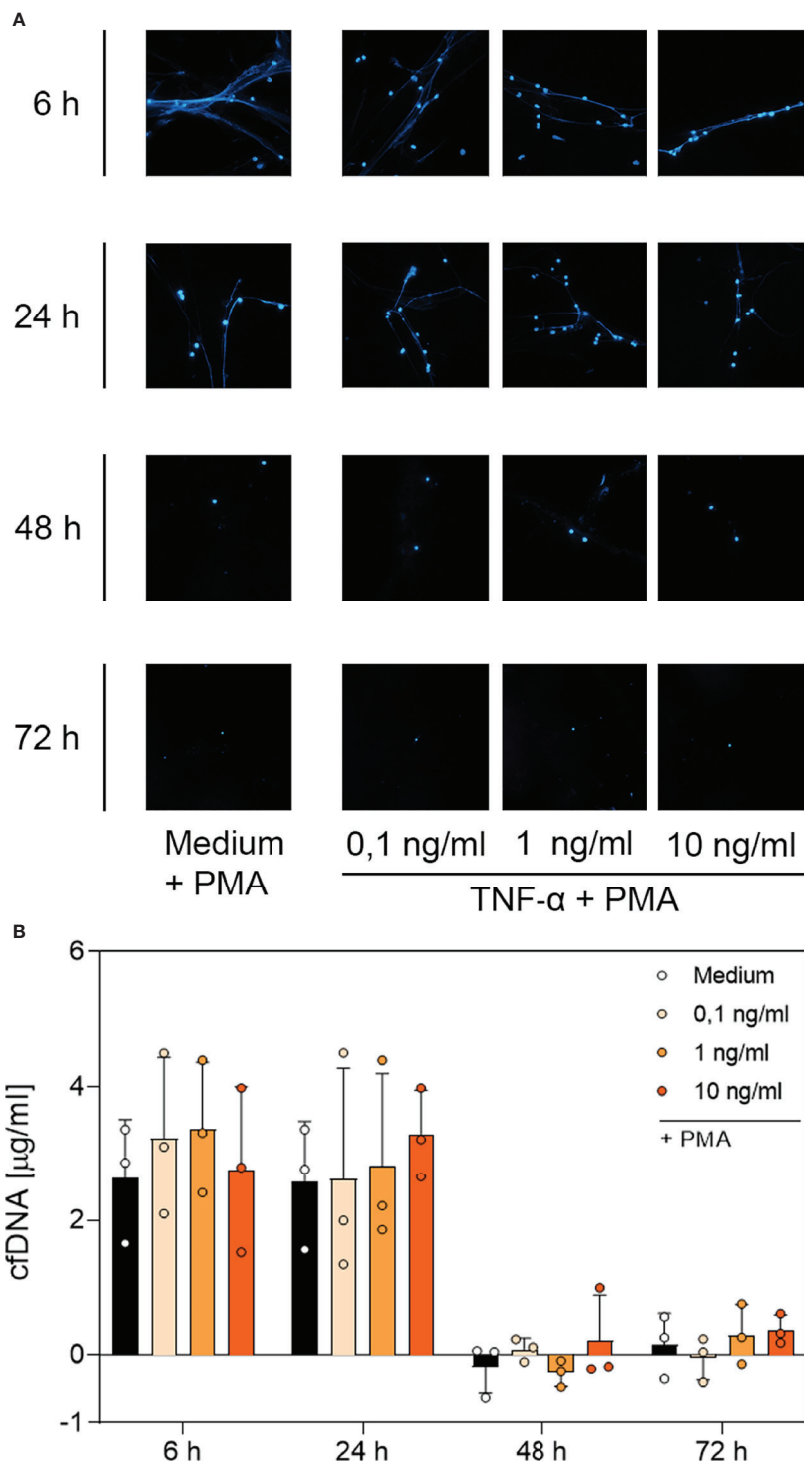 A
6 h
24 h
48 h
72 h
Medium + PMA
0,1 ng/ml 1 ng/ml 10 ng/ml
TNF-α + PMA
B
cfDNA [μg/ml]
6
4
2
0
-1
Medium
0,1 ng/ml
1 ng/ml
10 ng/ml
+ PMA
6 h 24 h 48 h 72 h